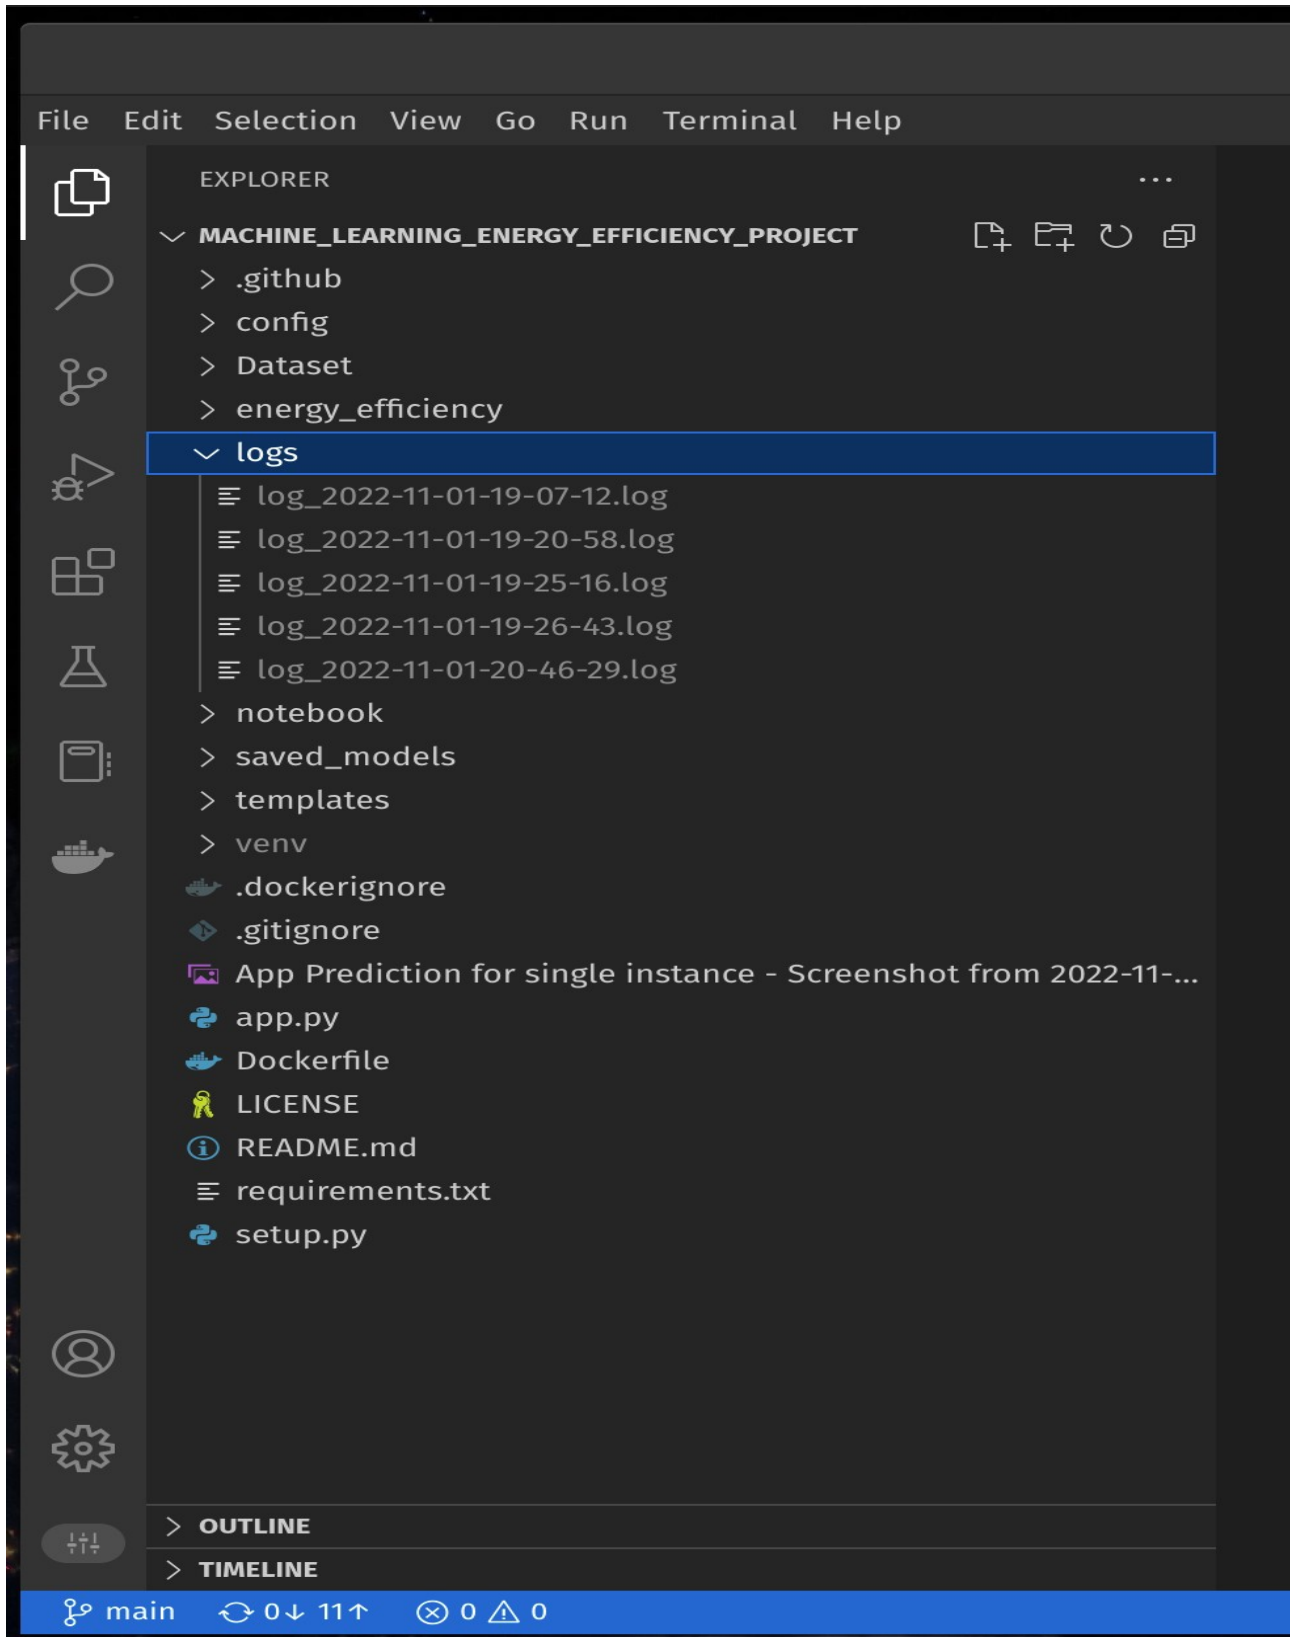 File Edit Selection View Go Run Terminal Help
EXPLORER ...
MACHINE_LEARNING_ENERGY_EFFICIENCY_PROJECT
.github
config
Dataset
energy_efficiency
logs
log_2022-11-01-19-07-12.log
log_2022-11-01-19-20-58.log
log_2022-11-01-19-25-16.log
log_2022-11-01-19-26-43.log
log_2022-11-01-20-46-29.log
notebook
saved_models
templates
venv
.dockerignore
.gitignore
App Prediction for single instance - Screenshot from 2022-11-...
app.py
Dockerfile
LICENSE
README.md
requirements.txt
setup.py
OUTLINE
TIMELINE
main 0↓ 11↑ 0 0